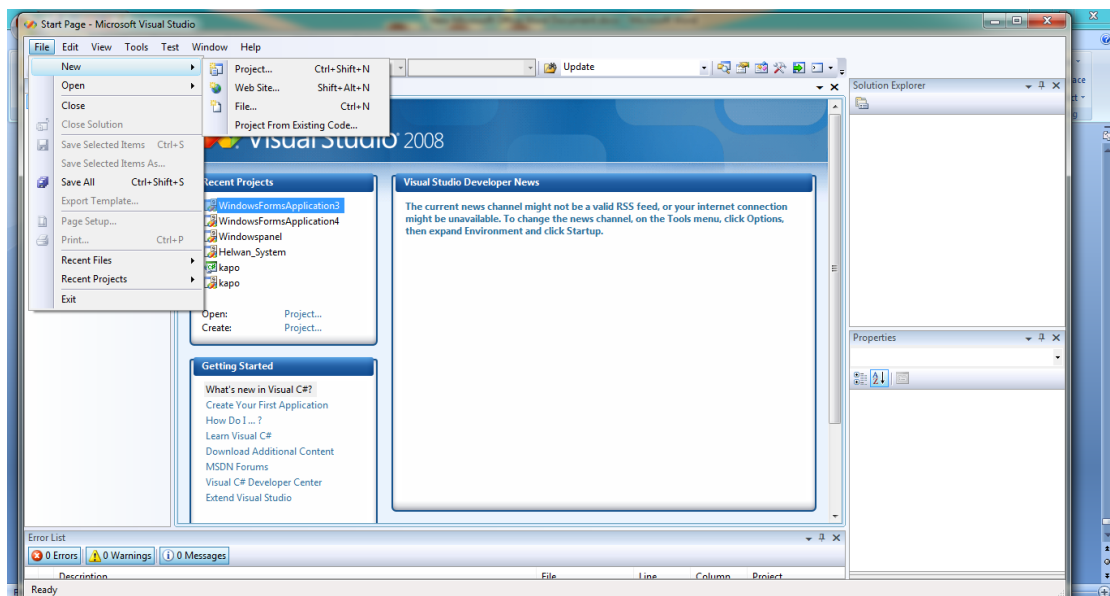 Start Page - Microsoft Visual Studio
File Edit View Tools Test Window Help
New
Open
Close
Close Solution
Save Selected Items Ctrl+S
Save Selected Items As...
Save All Ctrl+Shift+S
Export Template...
Page Setup...
Print... Ctrl+P
Recent Files
Recent Projects
Exit
Project... Ctrl+Shift+N
Web Site... Shift+Alt+N
File... Ctrl+N
Project From Existing Code...
Update
Visual Studio 2008
Recent Projects
WindowsFormsApplication3
WindowsFormsApplication4
Windowspanel
Helwan_System
kapo
kapo
Open: Project...
Create: Project...
Getting Started
What's new in Visual C#?
Create Your First Application
How Do I ... ?
Learn Visual C#
Download Additional Content
MSDN Forums
Visual C# Developer Center
Extend Visual Studio
Visual Studio Developer News
The current news channel might not be a valid RSS feed, or your internet connection
might be unavailable. To change the news channel, on the Tools menu, click Options,
then expand Environment and click Startup.
Solution Explorer
Properties
Error List
0 Errors 0 Warnings 0 Messages
Description File Line Column Project
Ready